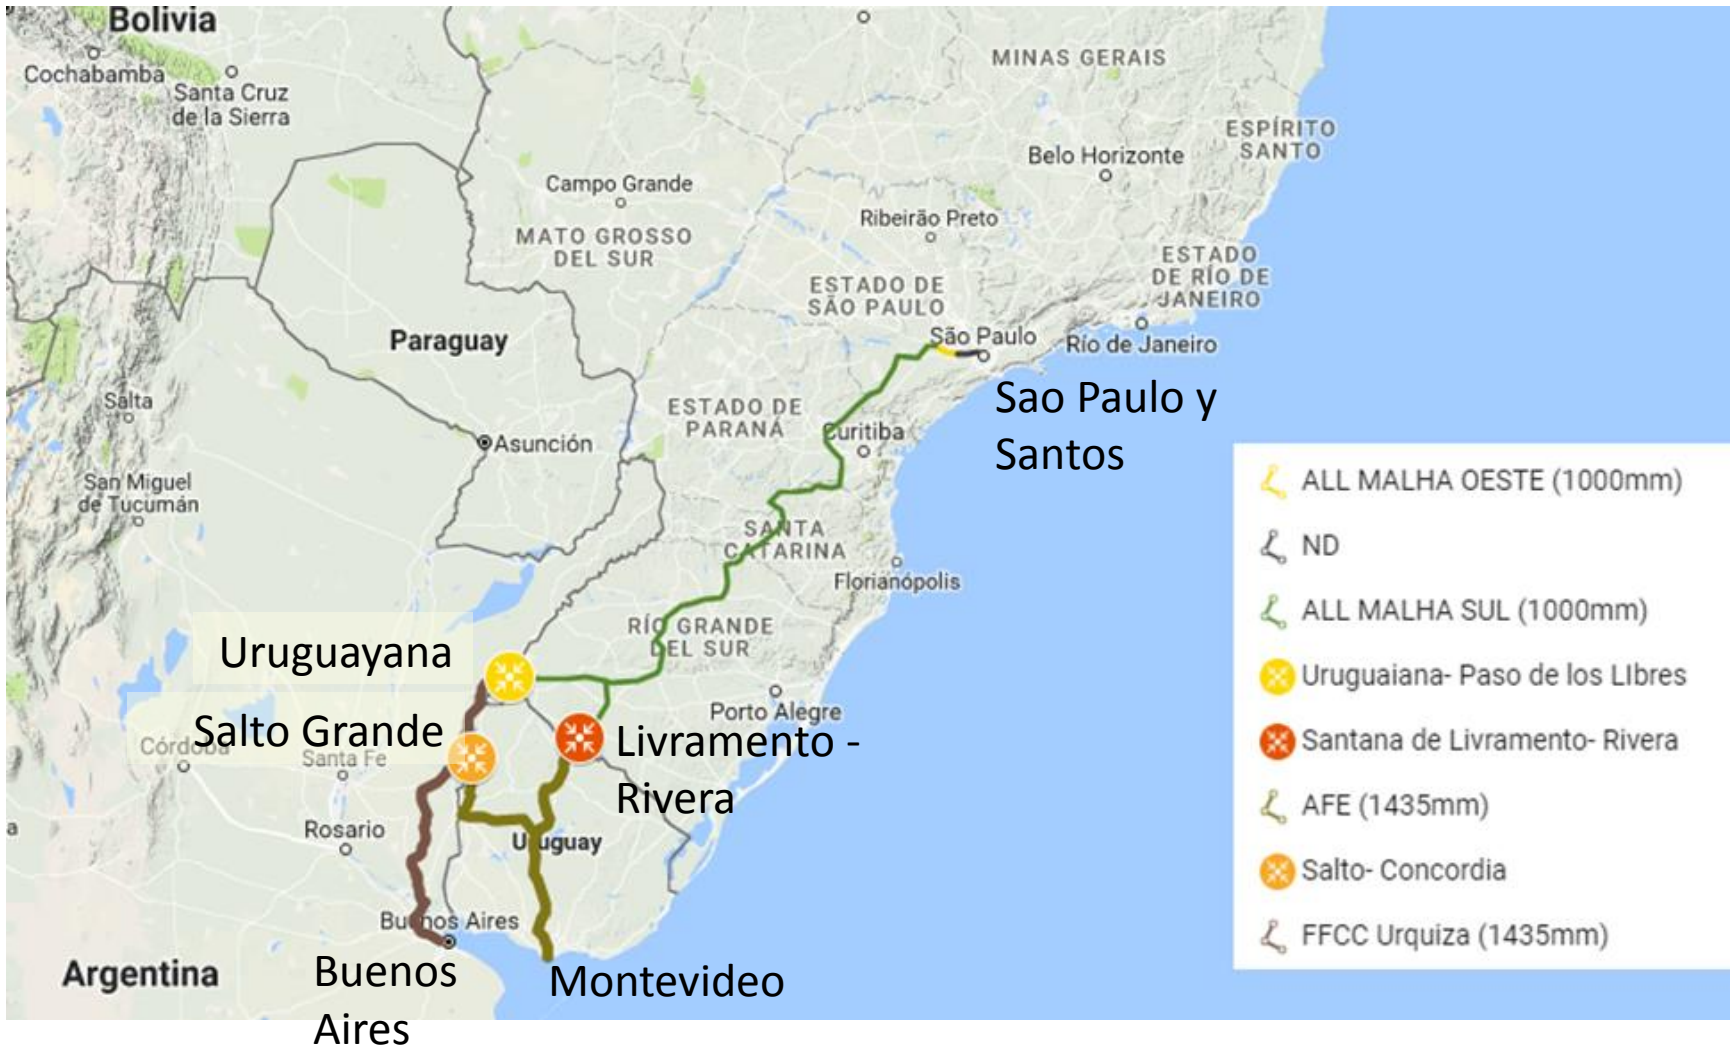 Bolivia
Cochabamba
Santa Cruz
de la Sierra
MINAS GERAIS
ESPÍRITO
SANTO
Belo Horizonte
Campo Grande
Ribeirão Preto
MATO GROSSO
DEL SUR
ESTADO
DE RÍO DE
JANEIRO
ESTADO DE
SÃO PAULO
Paraguay
São Paulo
Río de Janeiro
Sao Paulo y
Santos
Salta
ESTADO DE
PARANÁ
Asunción
Curitiba
San Miguel
de Tucumán
SANTA
CATARINA
Florianópolis
RÍO GRANDE
DEL SUR
Uruguayana
Salto Grande
Córdoba
Santa Fe
Porto Alegre
Livramento -
Rivera
Rosario
Uruguay
a
Buenos Aires
Argentina
Buenos
Aires
Montevideo
ALL MALHA OESTE (1000mm)
ND
ALL MALHA SUL (1000mm)
Uruguaiana- Paso de los LIbres
Santana de Livramento- Rivera
AFE (1435mm)
Salto- Concordia
FFCC Urquiza (1435mm)